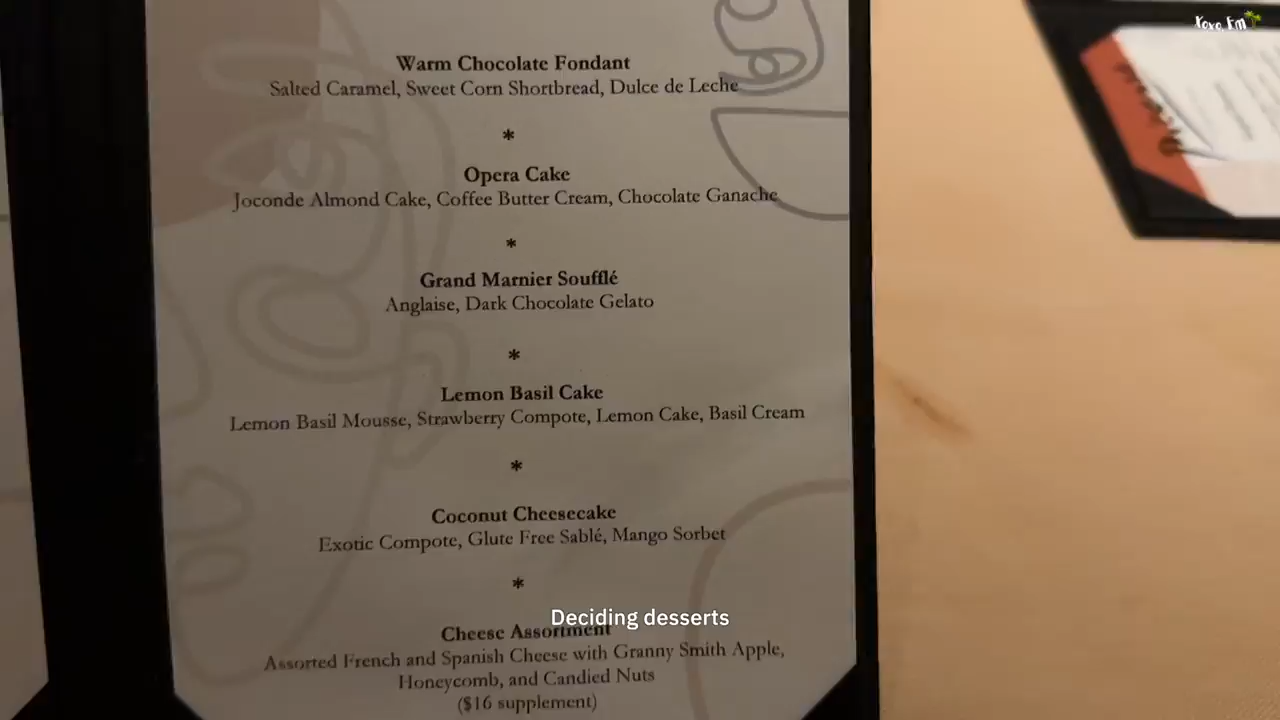 Xoxo, Em
Warm Chocolate Fondant
Salted Caramel, Sweet Corn Shortbread, Dulce de Leche
*
Opera Cake
Joconde Almond Cake, Coffee Butter Cream, Chocolate Ganache
*
Grand Marnier Soufflé
Anglaise, Dark Chocolate Gelato
*
Lemon Basil Cake
Lemon Basil Mousse, Strawberry Compote, Lemon Cake, Basil Cream
*
Coconut Cheesecake
Exotic Compote, Glute Free Sablé, Mango Sorbet
*
Deciding desserts
Cheese Assortment
Assorted French and Spanish Cheese with Granny Smith Apple,
Honeycomb, and Candied Nuts
($16 supplement)